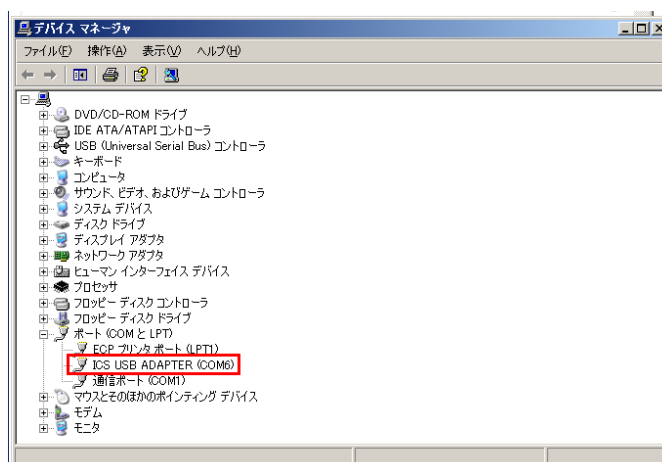 デバイス マネージャ
ファイル(F) 操作(A) 表示(V) ヘルプ(H)
DVD/CD-ROM ドライブ
IDE ATA/ATAPI コントローラ
USB (Universal Serial Bus) コントローラ
キーボード
コンピュータ
サウンド、ビデオ、およびゲーム コントローラ
システム デバイス
ディスク ドライブ
ディスプレイ アダプタ
ネットワーク アダプタ
ヒューマン インターフェイス デバイス
プロセッサ
フロッピー ディスク コントローラ
フロッピー ディスク ドライブ
ポート (COM と LPT)
ECP プリンタ ポート (LPT1)
ICS USB ADAPTER (COM6)
通信ポート (COM1)
マウスとそのほかのポインティング デバイス
モデム
モニタ